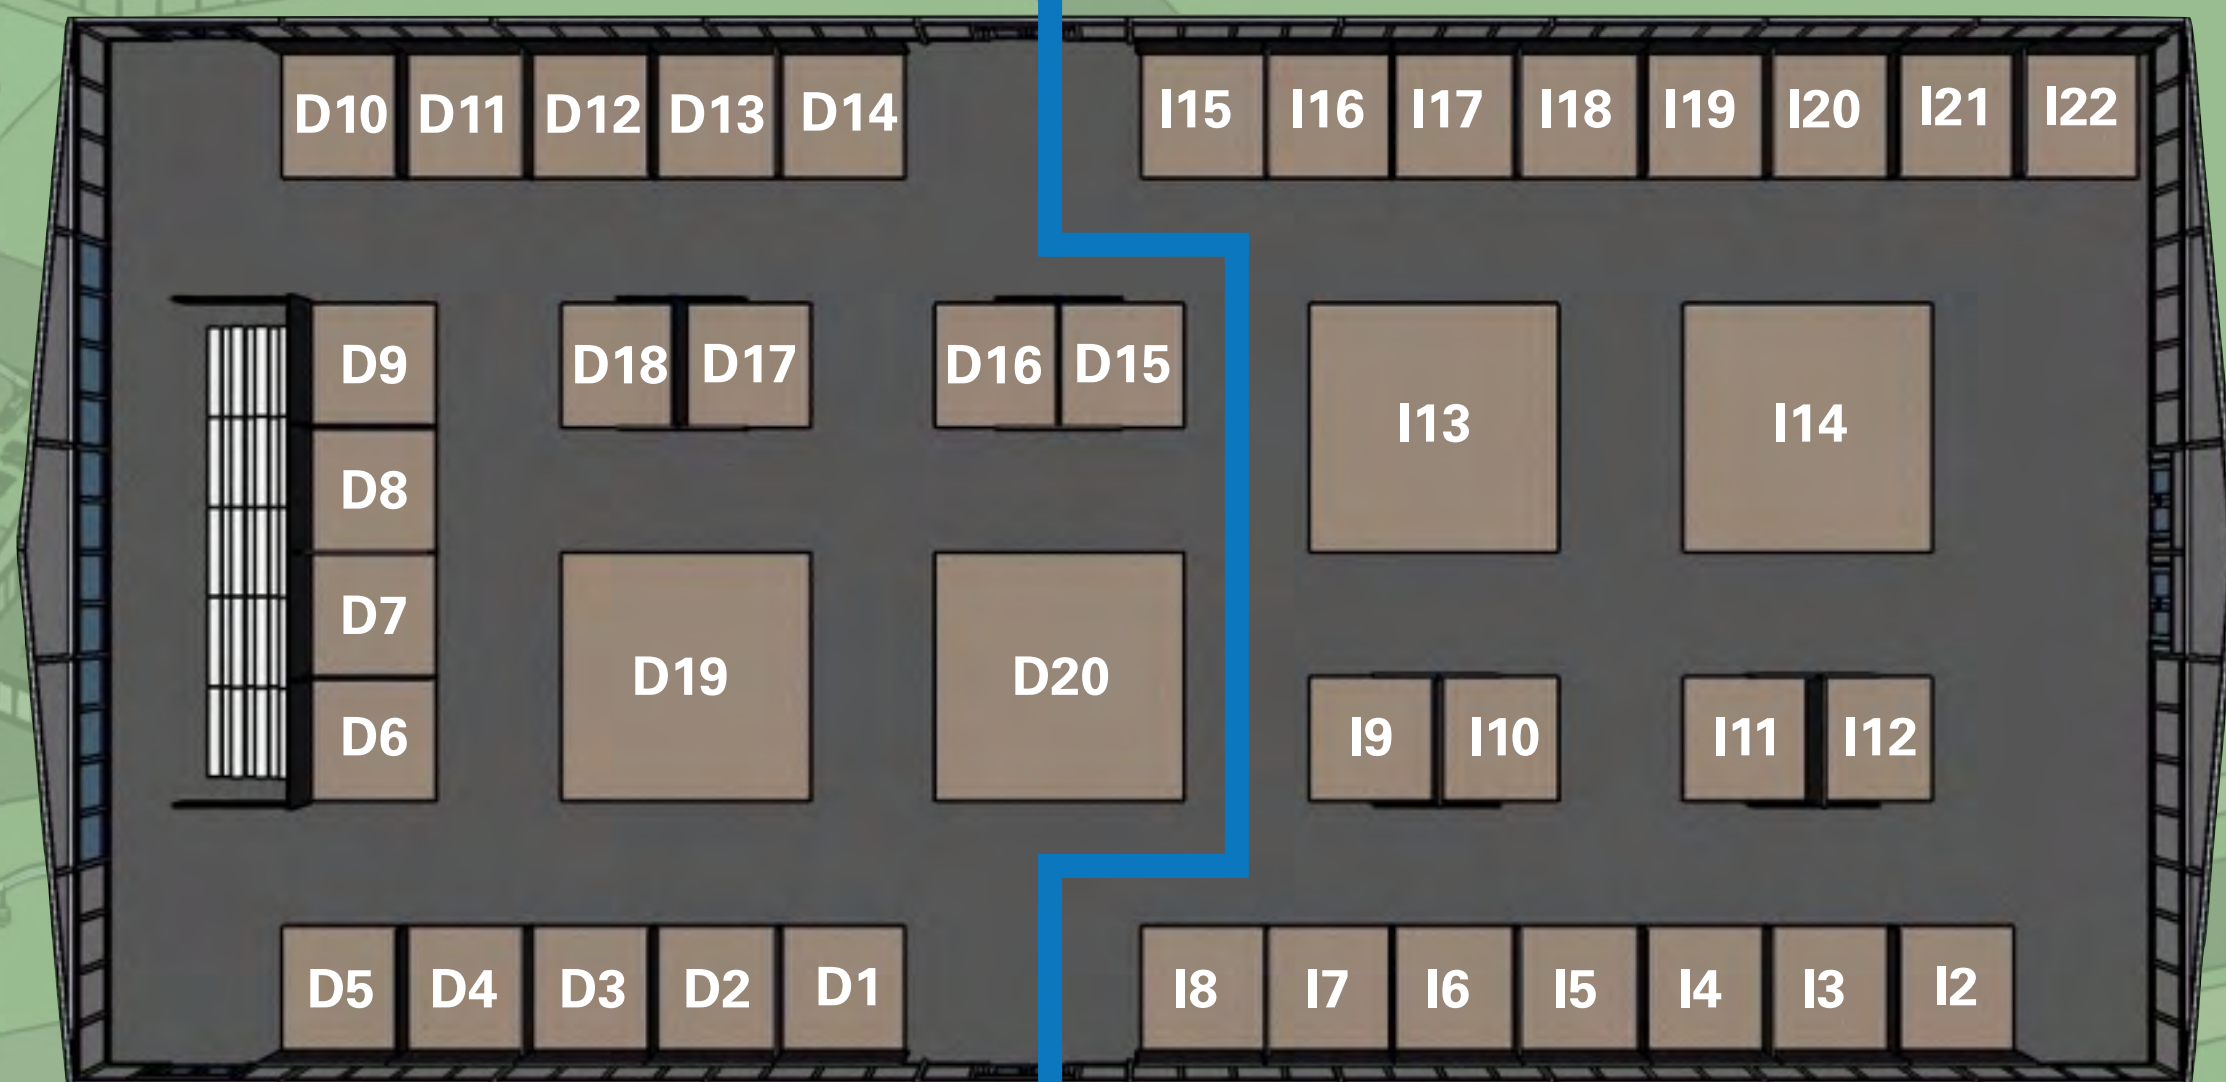 D10 D11 D12 D13 D14 I15 I16 I17 I18 I19 I20 I21 I22
D9 D18 D17 D16 D15
I13 I14
D8
D7
D19 D20
D6 I9 I10 I11 I12
D5 D4 D3 D2 D1 I8 I7 I6 I5 I4 I3 I2